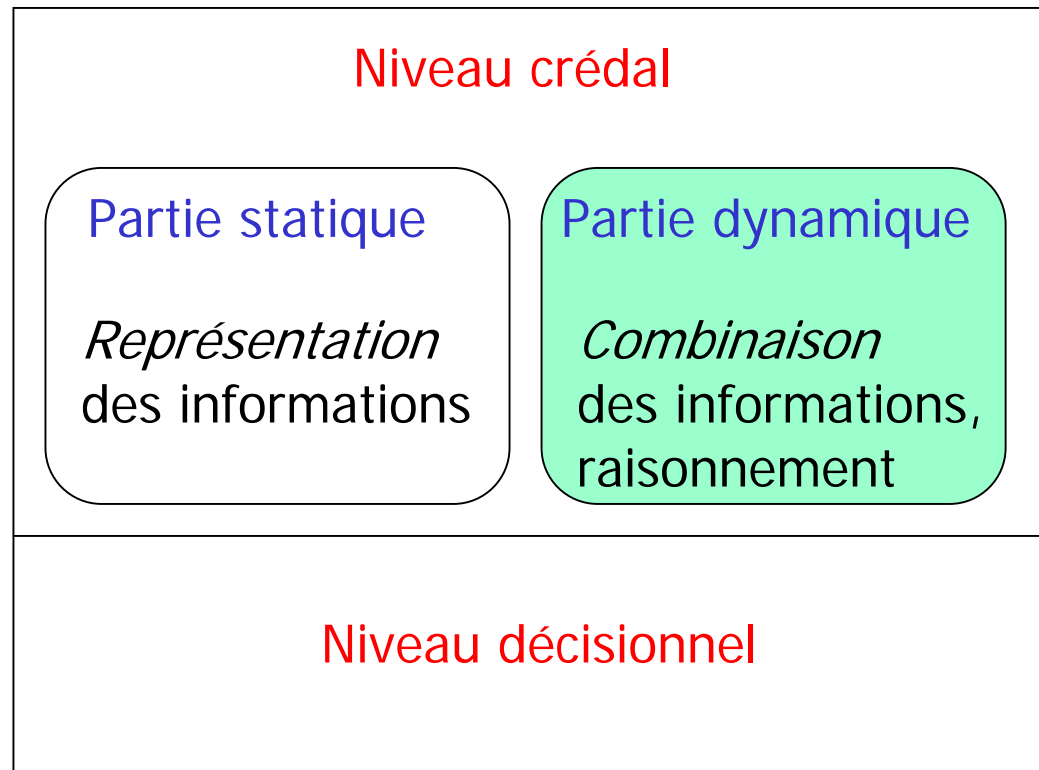 Niveau crédal
Partie statique
Représentation
des informations
Partie dynamique
Combinaison
des informations,
raisonnement
Niveau décisionnel